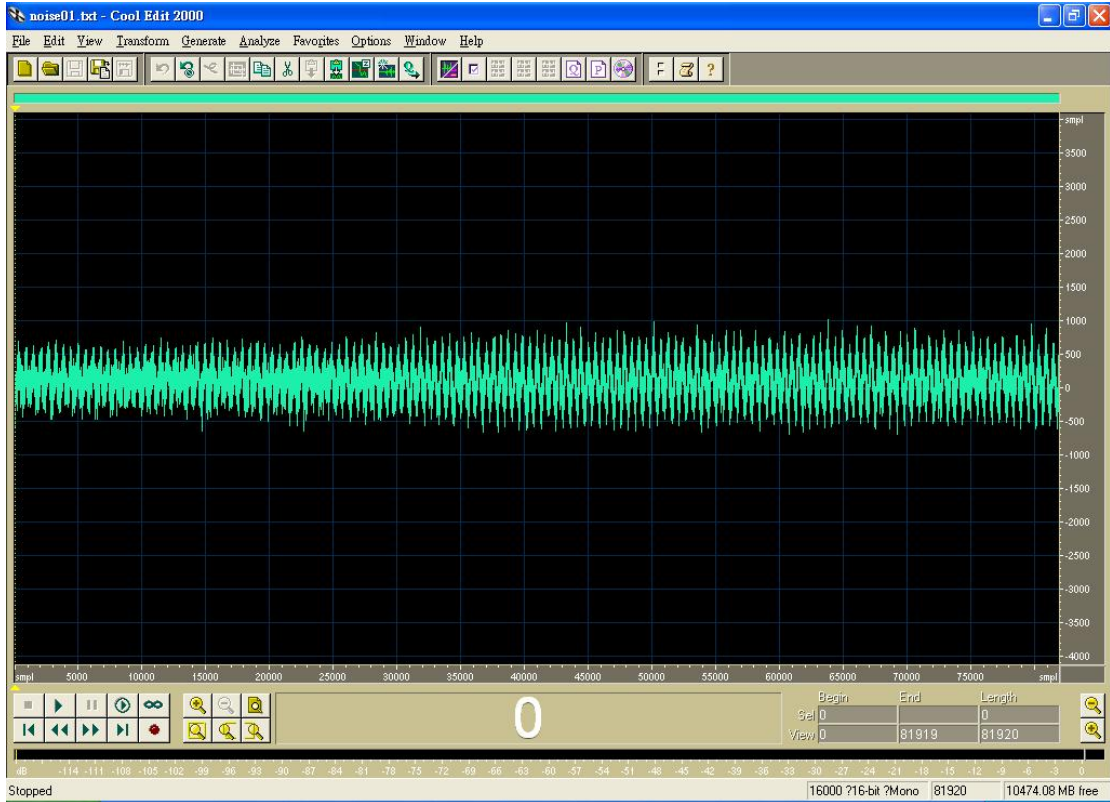 noise01.txt - Cool Edit 2000
File Edit View Transform Generate Analyze Favorites Options Window Help
smpl
3500
3000
2500
2000
1500
1000
500
0
-500
-1000
-1500
-2000
-2500
-3000
-3500
-4000
smpl 5000 10000 15000 20000 25000 30000 35000 40000 45000 50000 55000 60000 65000 70000 75000 smpl
0
Begin End Length
Sel 0 0
View 0 81919 81920
dB -114 -111 -108 -105 -102 -99 -96 -93 -90 -87 -84 -81 -78 -75 -72 -69 -66 -63 -60 -57 -54 -51 -48 -45 -42 -39 -36 -33 -30 -27 -24 -21 -18 -15 -12 -9 -6 -3 0
Stopped 16000 ?16-bit ?Mono 81920 10474.08 MB free